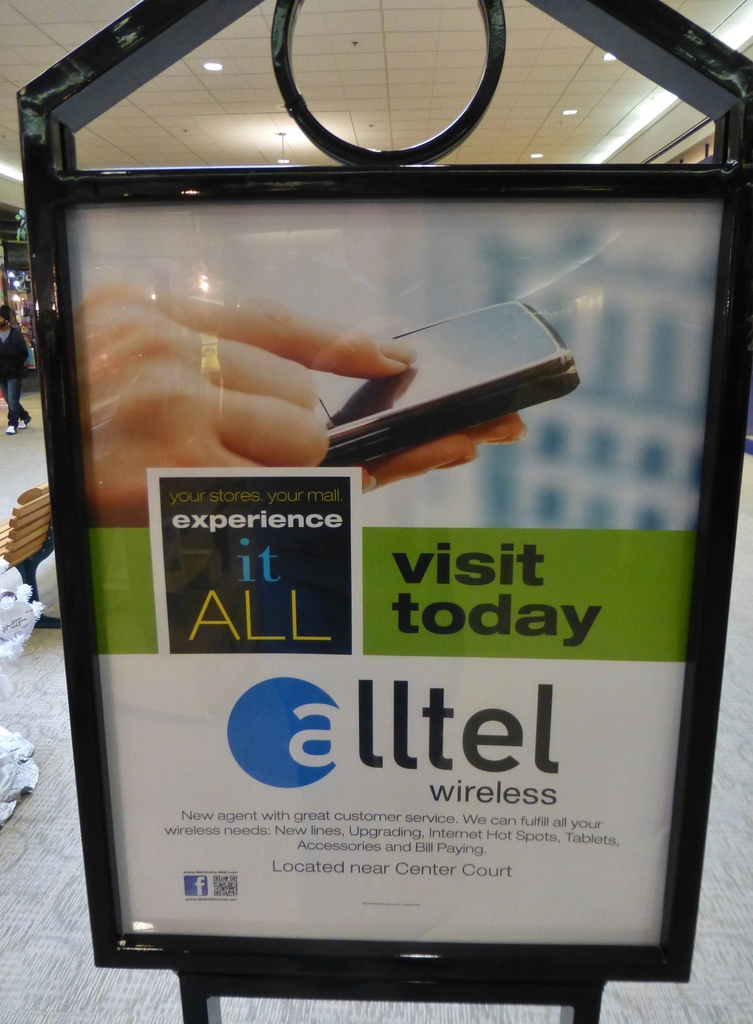 your stores. your mall.
experience
it
ALL
visit
today
alltel
wireless
New agent with great customer service. We can fulfill all your
wireless needs: New lines, Upgrading, Internet Hot Spots, Tablets,
Accessories and Bill Paying.
Located near Center Court
f